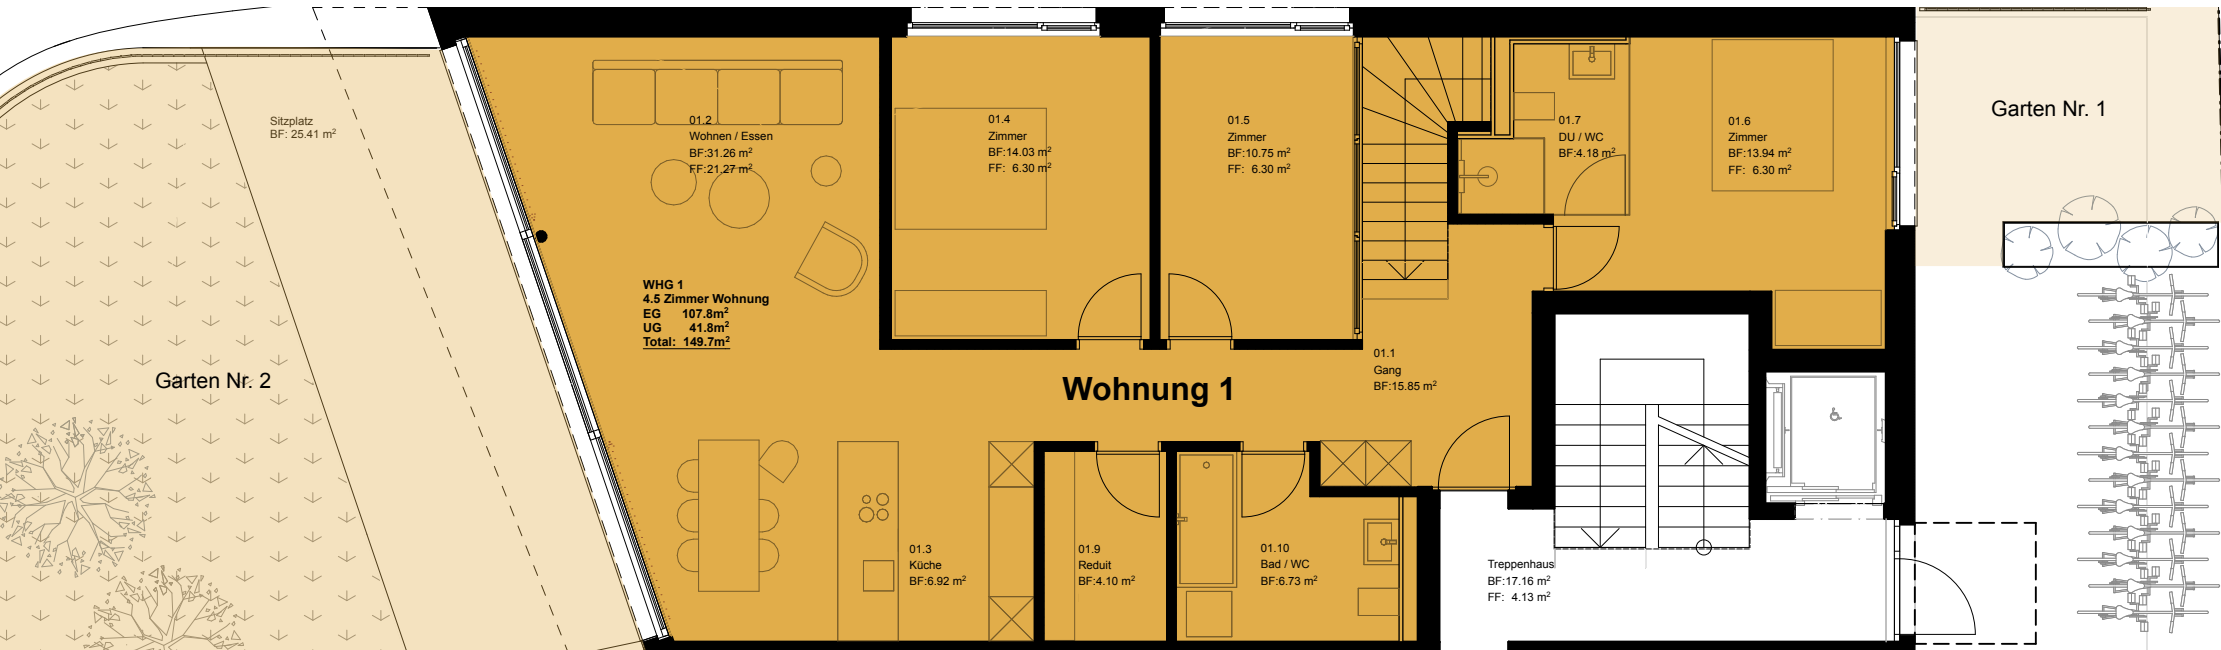 Sitzplatz
BF: 25.41 m²
Garten Nr. 2
01.2
Wohnen / Essen
BF:31.26 m²
FF:21.27 m²
WHG 1
4.5 Zimmer Wohnung
EG 107.8m²
UG 41.8m²
Total: 149.7m²
01.4
Zimmer
BF:14.03 m²
FF: 6.30 m²
01.5
Zimmer
BF:10.75 m²
FF: 6.30 m²
01.7
DU / WC
BF:4.18 m²
01.6
Zimmer
BF:13.94 m²
FF: 6.30 m²
Garten Nr. 1
Wohnung 1
01.1
Gang
BF:15.85 m²
01.3
Küche
BF:6.92 m²
01.9
Reduit
BF:4.10 m²
01.10
Bad / WC
BF:6.73 m²
Treppenhaus
BF:17.16 m²
FF: 4.13 m²